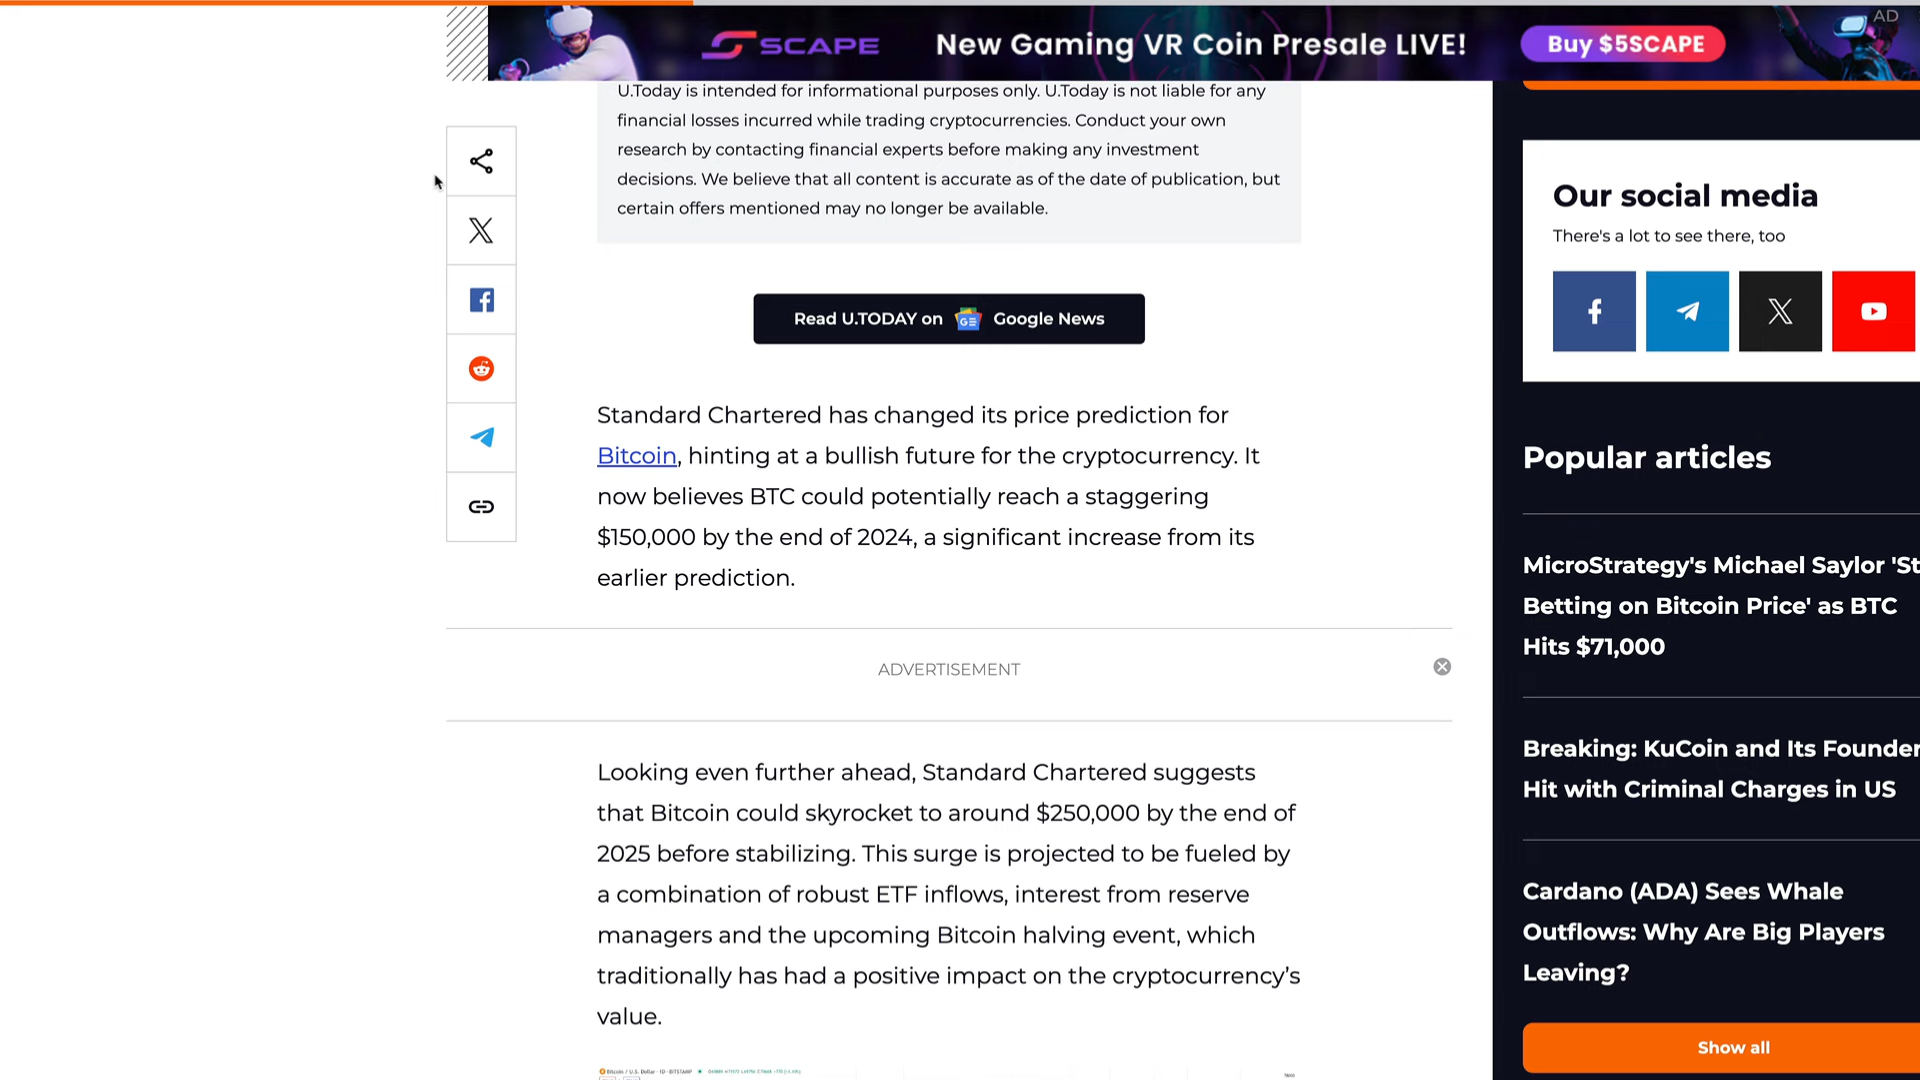 AD
SCAPE
New Gaming VR Coin Presale LIVE!
Buy $5SCAPE
U.Today is intended for informational purposes only. U.Today is not liable for any
financial losses incurred while trading cryptocurrencies. Conduct your own
research by contacting financial experts before making any investment
decisions. We believe that all content is accurate as of the date of publication, but
certain offers mentioned may no longer be available.
Read U.TODAY on Google News
Standard Chartered has changed its price prediction for
Bitcoin, hinting at a bullish future for the cryptocurrency. It
now believes BTC could potentially reach a staggering
$150,000 by the end of 2024, a significant increase from its
earlier prediction.
ADVERTISEMENT
Looking even further ahead, Standard Chartered suggests
that Bitcoin could skyrocket to around $250,000 by the end of
2025 before stabilizing. This surge is projected to be fueled by
a combination of robust ETF inflows, interest from reserve
managers and the upcoming Bitcoin halving event, which
traditionally has had a positive impact on the cryptocurrency's
value.
Bitcoin / U.S. Dollar · 1D · BITSTAMP
Our social media
There's a lot to see there, too
Popular articles
MicroStrategy's Michael Saylor 'St
Betting on Bitcoin Price' as BTC
Hits $71,000
Breaking: KuCoin and Its Founder
Hit with Criminal Charges in US
Cardano (ADA) Sees Whale
Outflows: Why Are Big Players
Leaving?
Show all